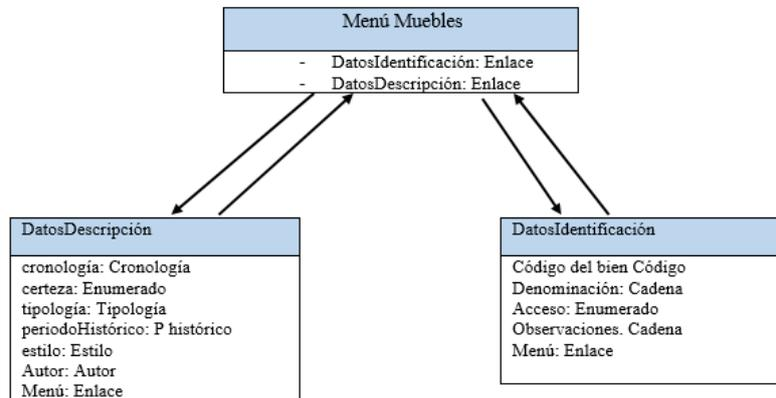 Menú Muebles
- DatosIdentificación: Enlace
- DatosDescripción: Enlace
DatosDescripción
cronología: Cronología
certeza: Enumerado
tipología: Tipología
periodoHistórico: P histórico
estilo: Estilo
Autor: Autor
Menú: Enlace
DatosIdentificación
Código del bien Código
Denominación: Cadena
Acceso: Enumerado
Observaciones. Cadena
Menú: Enlace